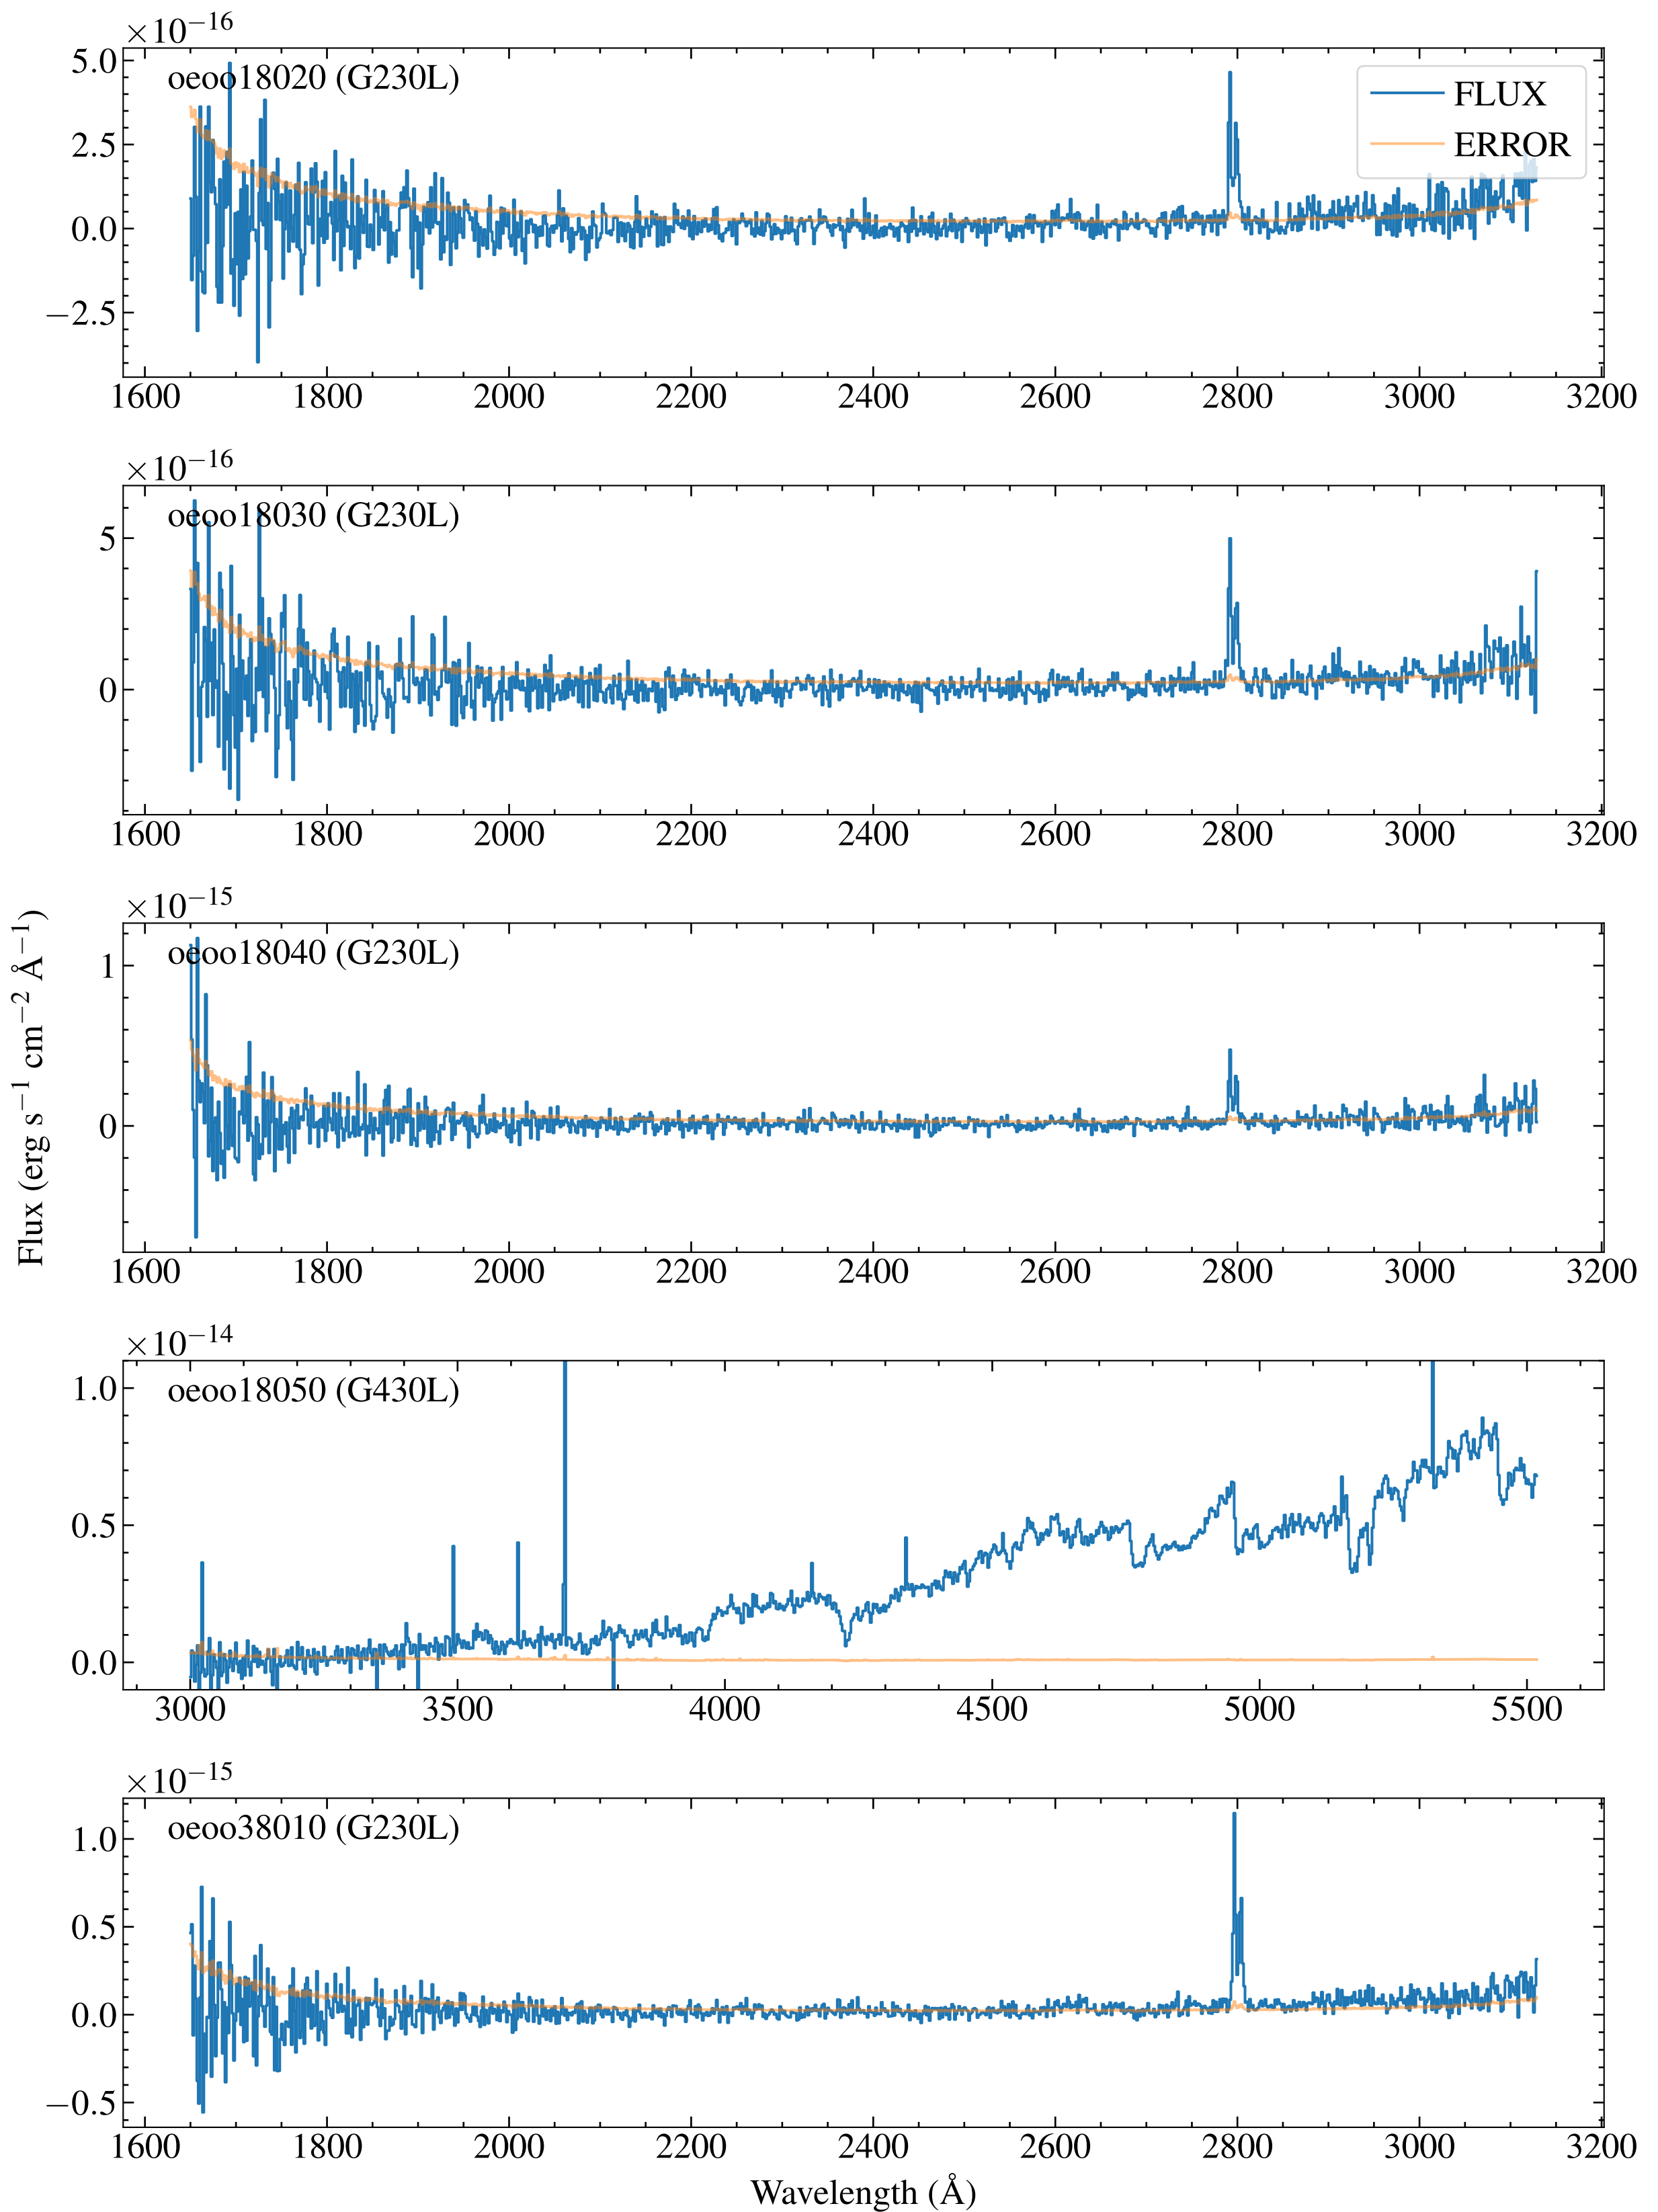 ×10⁻¹⁶
oeoo18020 (G230L)
FLUX
ERROR
5.0
2.5
0.0
−2.5
1600 1800 2000 2200 2400 2600 2800 3000 3200
×10⁻¹⁶
oeoo18030 (G230L)
5
0
1600 1800 2000 2200 2400 2600 2800 3000 3200
×10⁻¹⁵
oeoo18040 (G230L)
1
0
1600 1800 2000 2200 2400 2600 2800 3000 3200
Flux (erg s⁻¹ cm⁻² Å⁻¹)
×10⁻¹⁴
oeoo18050 (G430L)
1.0
0.5
0.0
3000 3500 4000 4500 5000 5500
×10⁻¹⁵
oeoo38010 (G230L)
1.0
0.5
0.0
−0.5
1600 1800 2000 2200 2400 2600 2800 3000 3200
Wavelength (Å)